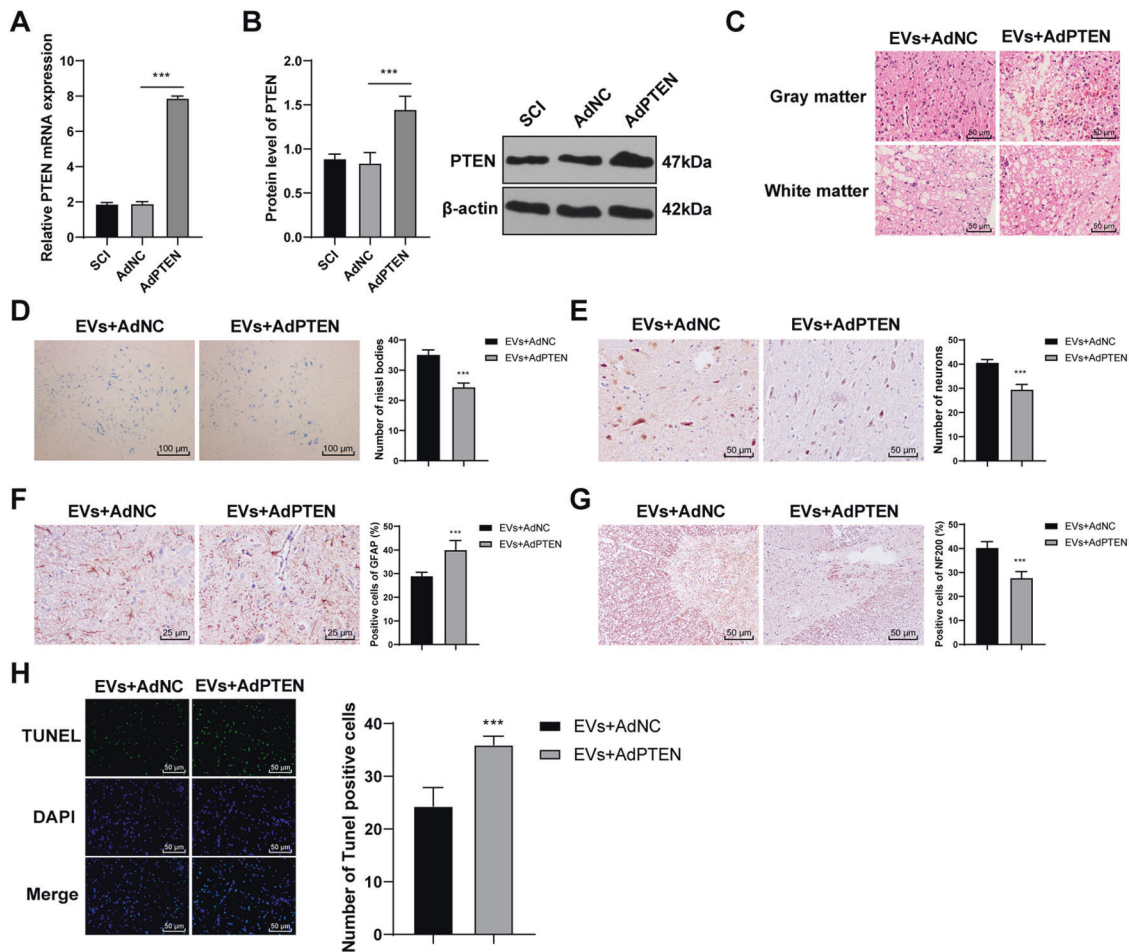 A
Relative PTEN mRNA expression
10
8
6
4
2
0
***
SCI
AdNC
AdPTEN
B
Protein level of PTEN
2.0
1.5
1.0
0.5
0.0
***
SCI
AdNC
AdPTEN
SCI
AdNC
AdPTEN
PTEN
47kDa
β-actin
42kDa
C
EVs+AdNC
EVs+AdPTEN
Gray matter
50 µm
50 µm
White matter
50 µm
50 µm
D
EVs+AdNC
EVs+AdPTEN
100 µm
100 µm
Number of nissl bodies
40
30
20
10
0
***
EVs+AdNC
EVs+AdPTEN
E
EVs+AdNC
EVs+AdPTEN
50 µm
50 µm
Number of neurons
50
40
30
20
10
0
***
EVs+AdNC
EVs+AdPTEN
F
EVs+AdNC
EVs+AdPTEN
25 µm
25 µm
Positive cells of GFAP (%)
50
40
30
20
10
0
***
EVs+AdNC
EVs+AdPTEN
G
EVs+AdNC
EVs+AdPTEN
50 µm
50 µm
Positive cells of NF200 (%)
50
40
30
20
10
0
***
EVs+AdNC
EVs+AdPTEN
H
EVs+AdNC
EVs+AdPTEN
TUNEL
50 µm
50 µm
DAPI
50 µm
50 µm
Merge
50 µm
50 µm
Number of Tunel positive cells
40
30
20
10
0
***
EVs+AdNC
EVs+AdPTEN